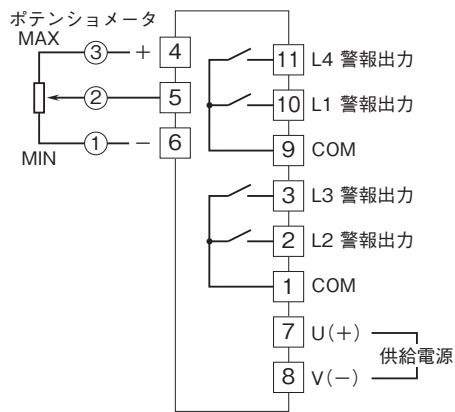 ポテンショメータ
MAX
③ + 4
② 5
① − 6
MIN
11 L4 警報出力
10 L1 警報出力
9 COM
3 L3 警報出力
2 L2 警報出力
1 COM
7 U(+)
供給電源
8 V(−)